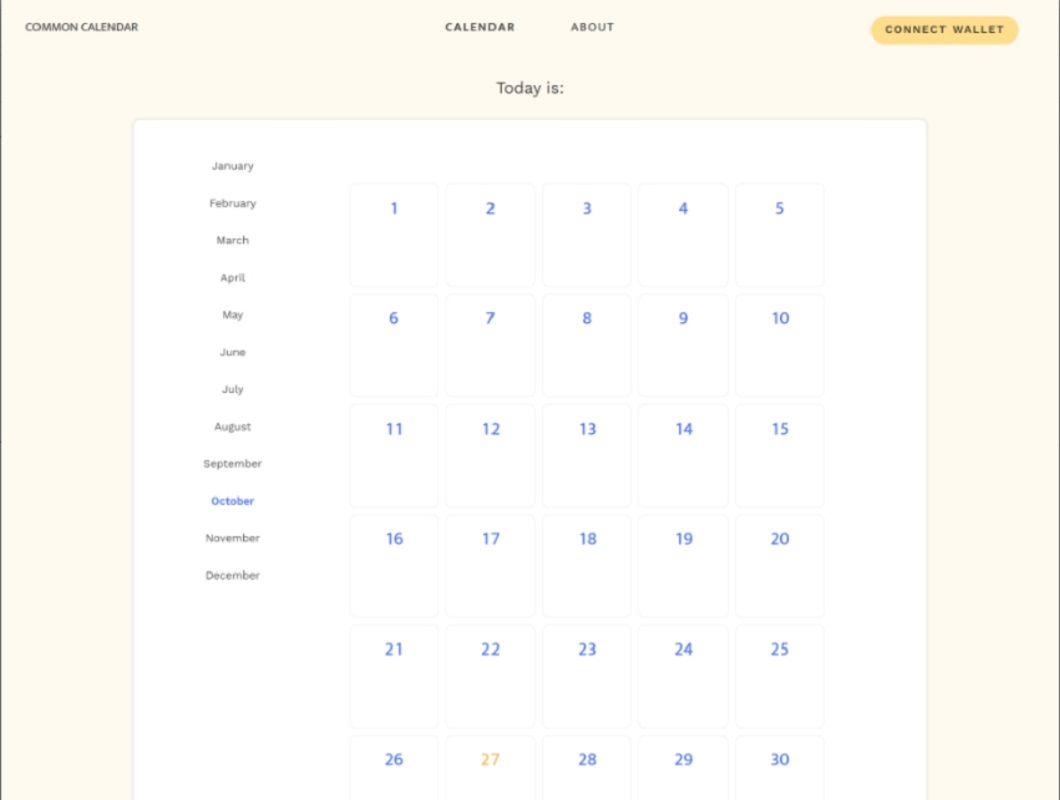 COMMON CALENDAR
CALENDAR
ABOUT
CONNECT WALLET
Today is:
January
February
March
April
May
June
July
August
September
October
November
December
1 2 3 4 5
6 7 8 9 10
11 12 13 14 15
16 17 18 19 20
21 22 23 24 25
26 27 28 29 30